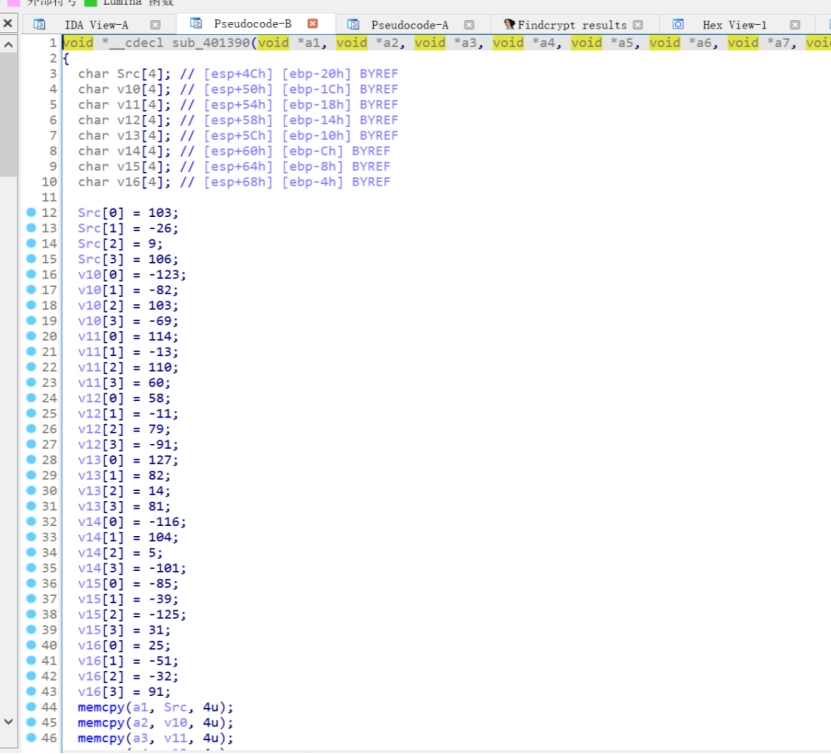 外部符号 Lumina 函数
IDA View-A Pseudocode-B Pseudocode-A Findcrypt results Hex View-1
1 void *__cdecl sub_401390(void *a1, void *a2, void *a3, void *a4, void *a5, void *a6, void *a7, voi
2 {
3 char Src[4]; // [esp+4Ch] [ebp-20h] BYREF
4 char v10[4]; // [esp+50h] [ebp-1Ch] BYREF
5 char v11[4]; // [esp+54h] [ebp-18h] BYREF
6 char v12[4]; // [esp+58h] [ebp-14h] BYREF
7 char v13[4]; // [esp+5Ch] [ebp-10h] BYREF
8 char v14[4]; // [esp+60h] [ebp-Ch] BYREF
9 char v15[4]; // [esp+64h] [ebp-8h] BYREF
10 char v16[4]; // [esp+68h] [ebp-4h] BYREF
11
12 Src[0] = 103;
13 Src[1] = -26;
14 Src[2] = 9;
15 Src[3] = 106;
16 v10[0] = -123;
17 v10[1] = -82;
18 v10[2] = 103;
19 v10[3] = -69;
20 v11[0] = 114;
21 v11[1] = -13;
22 v11[2] = 110;
23 v11[3] = 60;
24 v12[0] = 58;
25 v12[1] = -11;
26 v12[2] = 79;
27 v12[3] = -91;
28 v13[0] = 127;
29 v13[1] = 82;
30 v13[2] = 14;
31 v13[3] = 81;
32 v14[0] = -116;
33 v14[1] = 104;
34 v14[2] = 5;
35 v14[3] = -101;
36 v15[0] = -85;
37 v15[1] = -39;
38 v15[2] = -125;
39 v15[3] = 31;
40 v16[0] = 25;
41 v16[1] = -51;
42 v16[2] = -32;
43 v16[3] = 91;
44 memcpy(a1, Src, 4u);
45 memcpy(a2, v10, 4u);
46 memcpy(a3, v11, 4u);